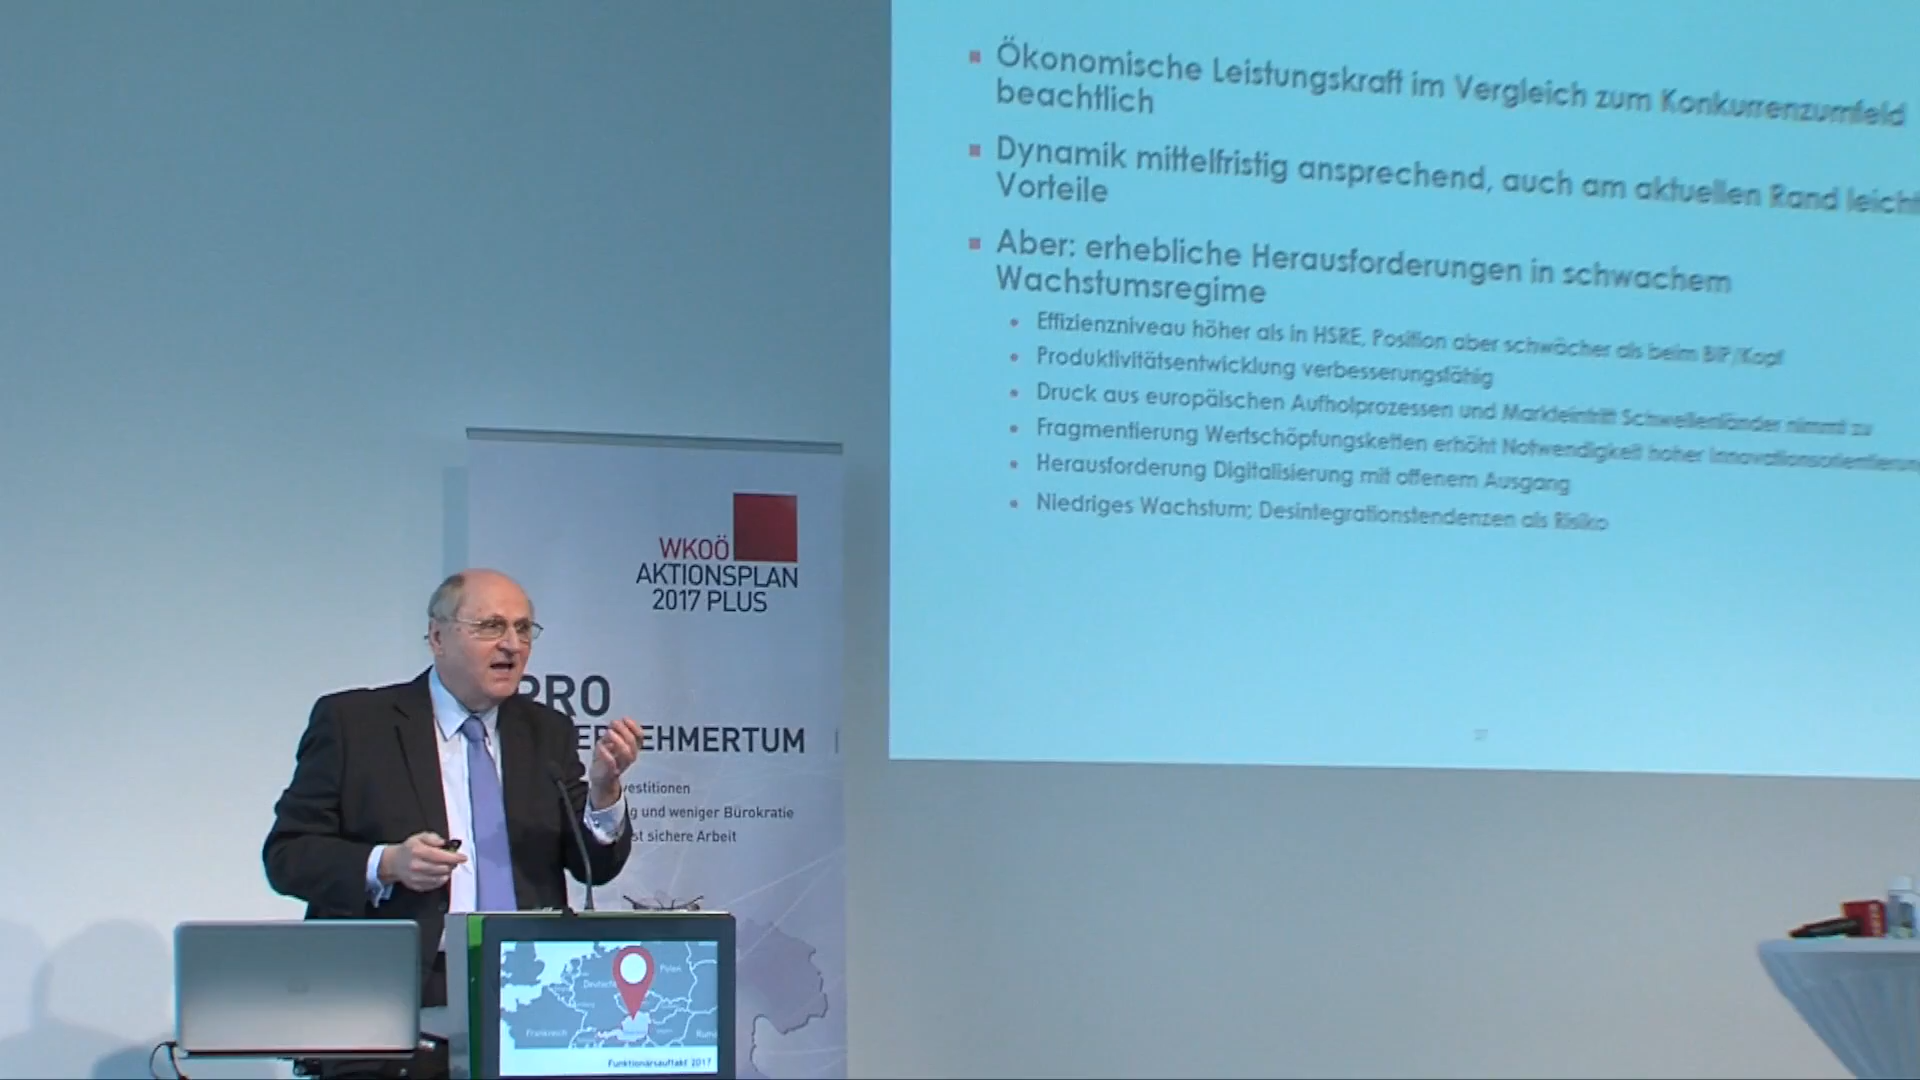 Ökonomische Leistungskraft im Vergleich zum Konkurrenzumfeld
beachtlich
Dynamik mittelfristig ansprechend, auch am aktuellen Rand leicht
Vorteile
Aber: erhebliche Herausforderungen in schwachem
Wachstumsregime
Effizienzniveau höher als in HSRE, Position aber schwächer als beim BIP/Kopf
Produktivitätsentwicklung verbesserungsfähig
Druck aus europäischen Aufholprozessen und Markteintritt Schwellenländer nimmt zu
Fragmentierung Wertschöpfungsketten erhöht Notwendigkeit hoher Innovationsorientierung
Herausforderung Digitalisierung mit offenem Ausgang
Niedriges Wachstum; Desintegrationstendenzen als Risiko
37
WKOÖ
AKTIONSPLAN
2017 PLUS
PRO
EHMERTUM
vestitionen
g und weniger Bürokratie
st sichere Arbeit
Polen
Deutschl
Frankreich
Rum
Funktionärsauftakt 2017